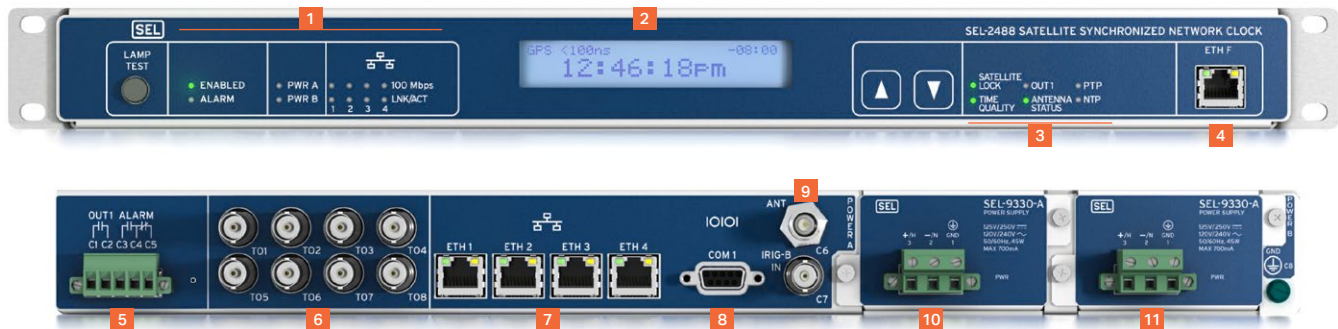 1
2
SEL
SEL-2488 SATELLITE SYNCHRONIZED NETWORK CLOCK
LAMP TEST
ENABLED
ALARM
PWR A
PWR B
100 Mbps
LNK/ACT
1 2 3 4
GPS <100ns -08:00
12:46:18pm
SATELLITE LOCK
OUT1
PTP
TIME QUALITY
ANTENNA STATUS
NTP
ETH F
3
4
9
OUT1 ALARM
C1 C2 C3 C4 C5
TO1 TO2 TO3 TO4
TO5 TO6 TO7 TO8
ETH 1 ETH 2 ETH 3 ETH 4
IOIOI
COM 1
ANT
C6
IRIG-B IN
C7
POWER A
SEL
SEL-9330-A
POWER SUPPLY
125V/250V
120V/240V
50/60Hz, 45W
MAX 700mA
+/H -/N GND
3 2 1
PWR
SEL
SEL-9330-A
POWER SUPPLY
125V/250V
120V/240V
50/60Hz, 45W
MAX 700mA
+/H -/N GND
3 2 1
PWR
POWER B
GND
C8
5
6
7
8
10
11